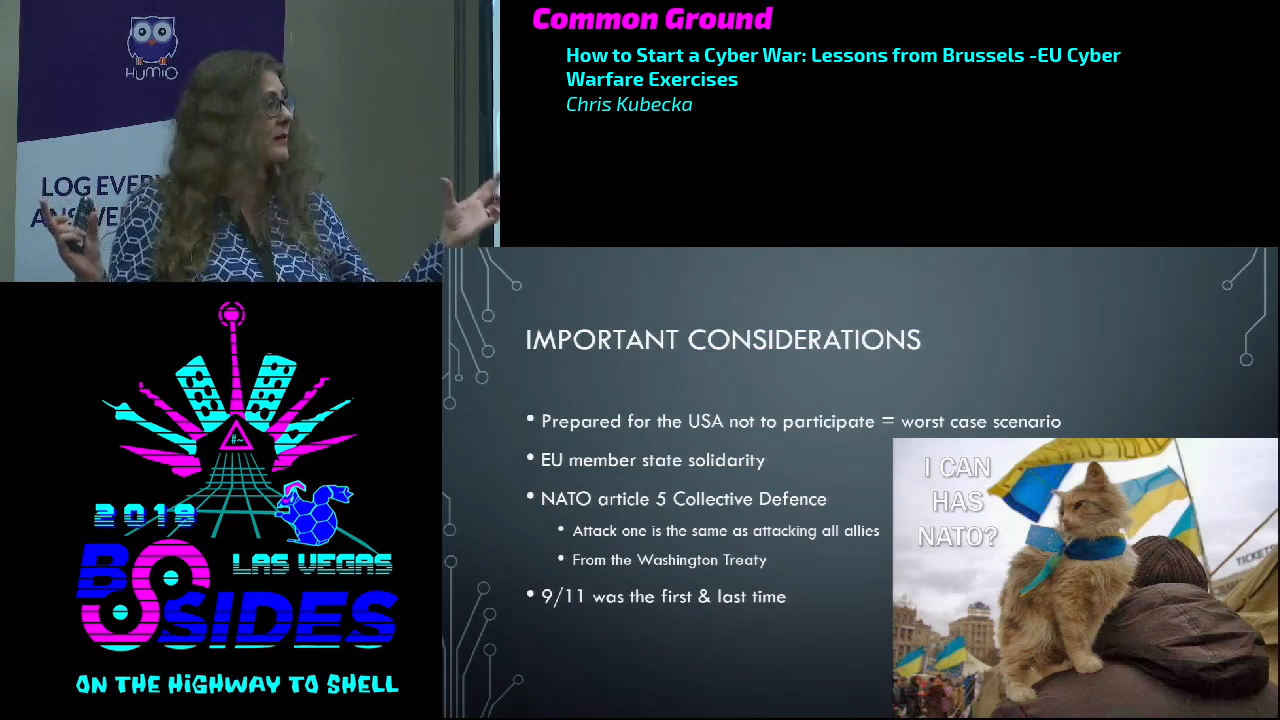 HUMIO
LOG EVERY
ANSWE
Common Ground
How to Start a Cyber War: Lessons from Brussels -EU Cyber
Warfare Exercises
Chris Kubecka
#~
2019
BSIDES
LAS VEGAS
ON THE HIGHWAY TO SHELL
IMPORTANT CONSIDERATIONS
• Prepared for the USA not to participate = worst case scenario
• EU member state solidarity
• NATO article 5 Collective Defence
• Attack one is the same as attacking all allies
• From the Washington Treaty
• 9/11 was the first & last time
I CAN
HAS
NATO?